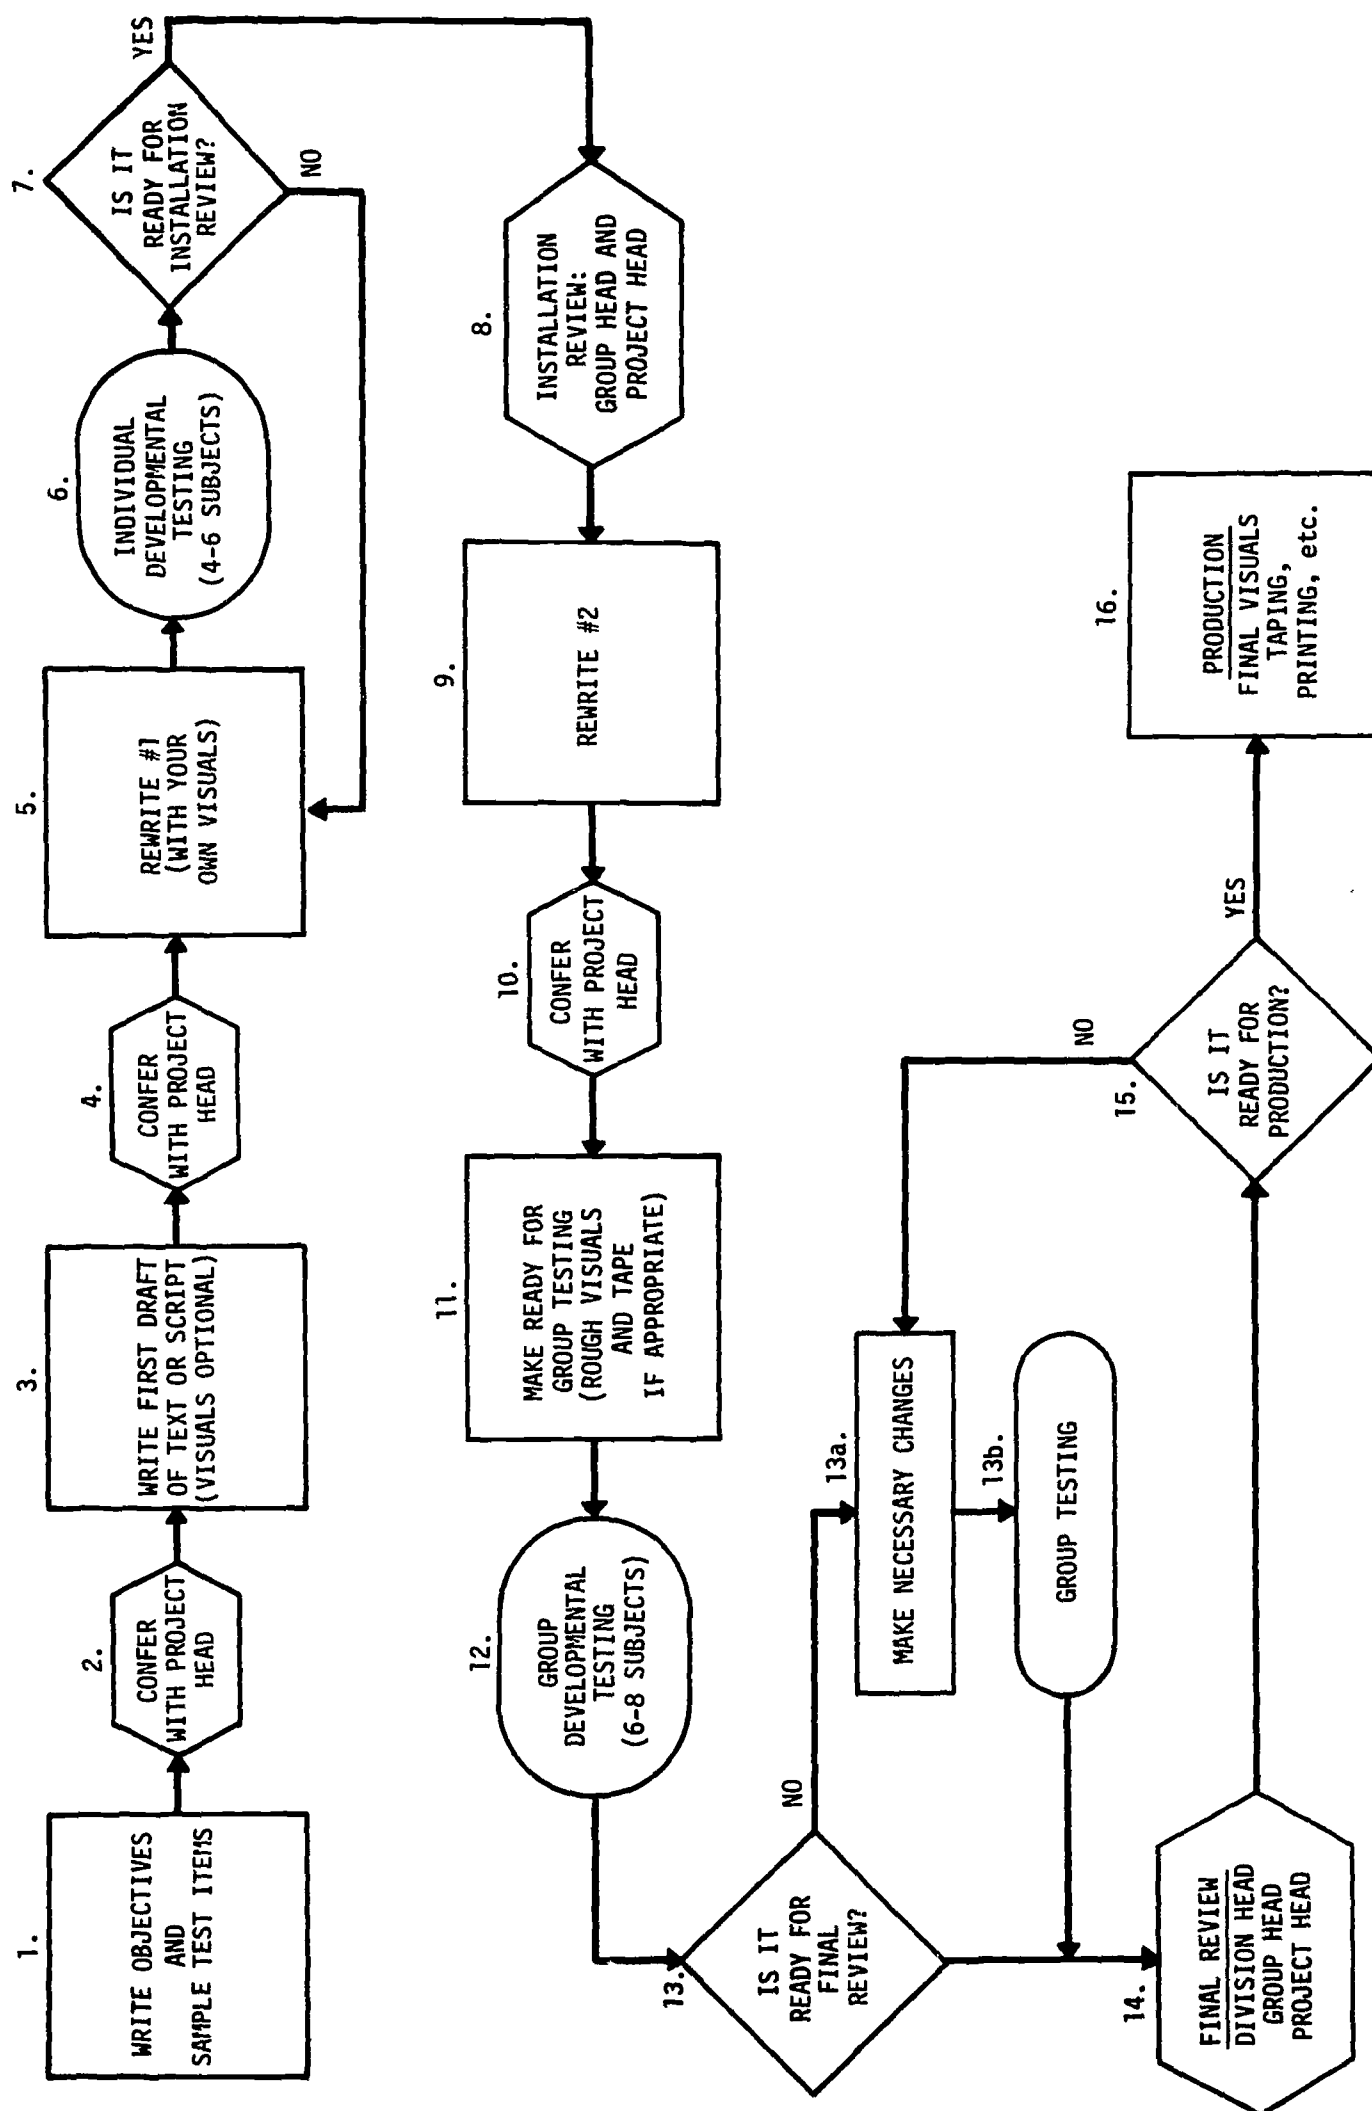 1.
WRITE OBJECTIVES
AND
SAMPLE TEST ITEMS
2.
CONFER
WITH PROJECT
HEAD
3.
WRITE FIRST DRAFT
OF TEXT OR SCRIPT
(VISUALS OPTIONAL)
4.
CONFER
WITH PROJECT
HEAD
5.
REWRITE #1
(WITH YOUR
OWN VISUALS)
6.
INDIVIDUAL
DEVELOPMENTAL
TESTING
(4-6 SUBJECTS)
7.
IS IT
READY FOR
INSTALLATION
REVIEW?
YES
NO
8.
INSTALLATION
REVIEW:
GROUP HEAD AND
PROJECT HEAD
9.
REWRITE #2
10.
CONFER
WITH PROJECT
HEAD
11.
MAKE READY FOR
GROUP TESTING
(ROUGH VISUALS
AND TAPE
IF APPROPRIATE)
12.
GROUP
DEVELOPMENTAL
TESTING
(6-8 SUBJECTS)
13.
IS IT
READY FOR
FINAL
REVIEW?
NO
13a.
MAKE NECESSARY CHANGES
13b.
GROUP TESTING
14.
FINAL REVIEW
DIVISION HEAD
GROUP HEAD
PROJECT HEAD
15.
IS IT
READY FOR
PRODUCTION?
NO
YES
16.
PRODUCTION
FINAL VISUALS
TAPING,
PRINTING, etc.